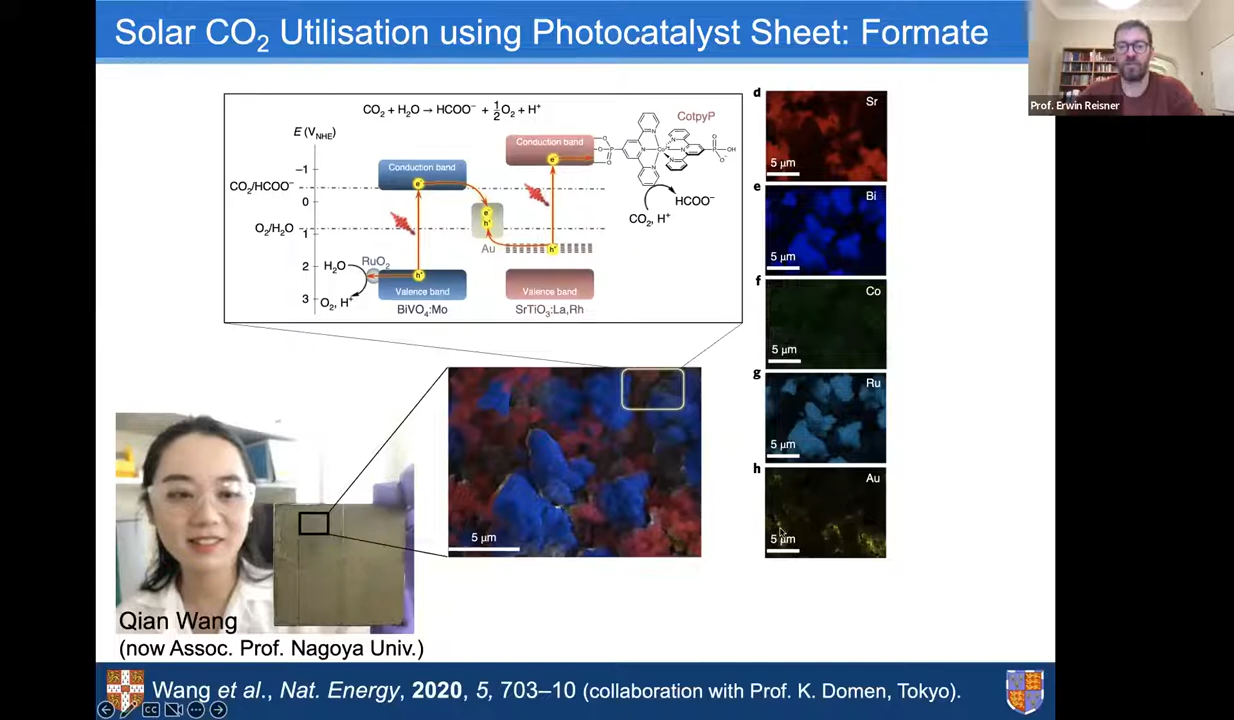 Solar CO₂ Utilisation using Photocatalyst Sheet: Formate
Prof. Erwin Reisner
CO₂ + H₂O → HCOO⁻ + 1/2 O₂ + H⁺
E (V_NHE)
−1
0
1
2
3
CO₂/HCOO⁻
O₂/H₂O
Conduction band
e⁻
Conduction band
e⁻
CotpyP
e⁻
h⁺
Au
HCOO⁻
CO₂, H⁺
h⁺
RuO₂
H₂O
O₂, H⁺
h⁺
Valence band
BiVO₄:Mo
Valence band
SrTiO₃:La,Rh
d
Sr
5 µm
e
Bi
5 µm
f
Co
5 µm
g
Ru
5 µm
h
Au
5 µm
5 µm
Qian Wang
(now Assoc. Prof. Nagoya Univ.)
Wang et al., Nat. Energy, 2020, 5, 703–10 (collaboration with Prof. K. Domen, Tokyo).
CC